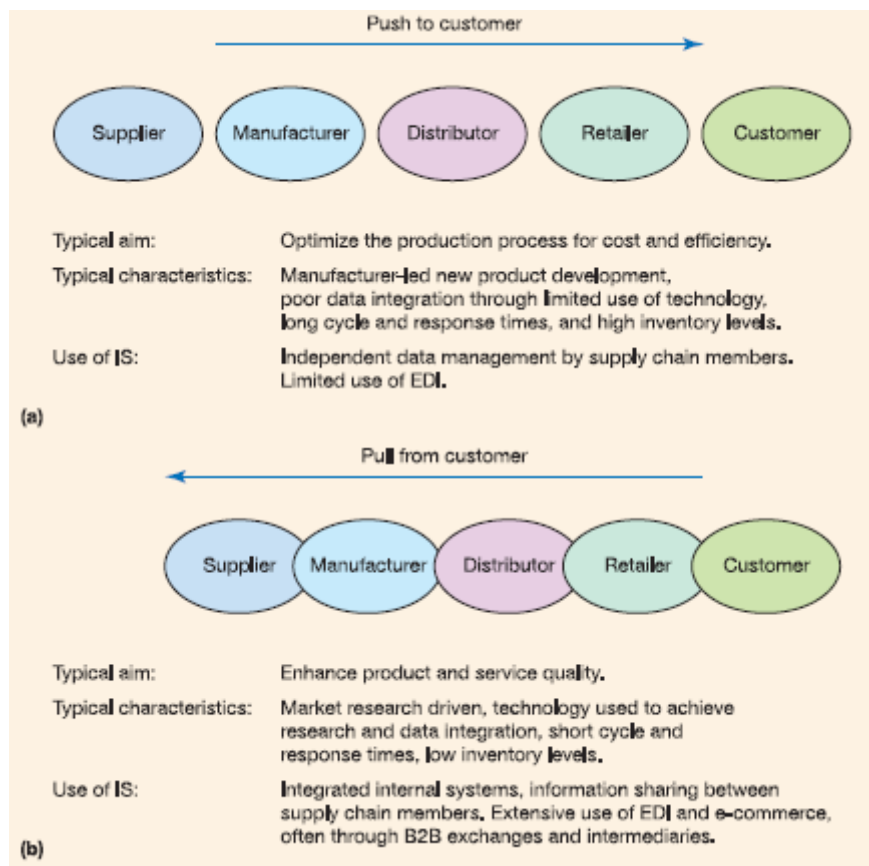 Push to customer
Supplier Manufacturer Distributor Retailer Customer
Typical aim: Optimize the production process for cost and efficiency.
Typical characteristics: Manufacturer-led new product development,
poor data integration through limited use of technology,
long cycle and response times, and high inventory levels.
Use of IS: Independent data management by supply chain members.
Limited use of EDI.
(a)
Pull from customer
Supplier Manufacturer Distributor Retailer Customer
Typical aim: Enhance product and service quality.
Typical characteristics: Market research driven, technology used to achieve
research and data integration, short cycle and
response times, low inventory levels.
Use of IS: Integrated internal systems, information sharing between
supply chain members. Extensive use of EDI and e-commerce,
often through B2B exchanges and intermediaries.
(b)